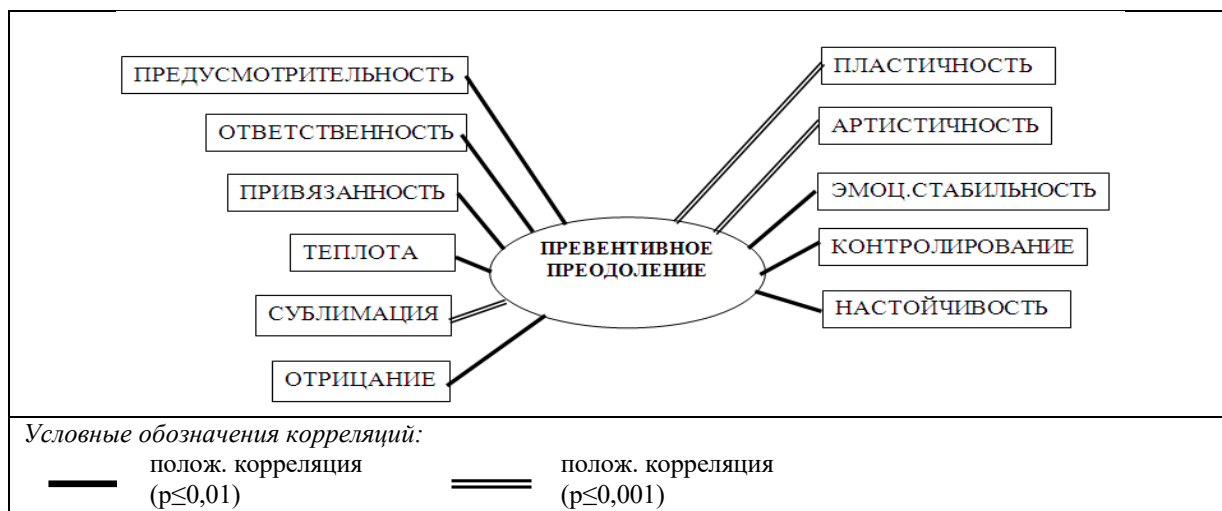 ПРЕДУСМОТРИТЕЛЬНОСТЬ
ОТВЕТСТВЕННОСТЬ
ПРИВЯЗАННОСТЬ
ТЕПЛОТА
СУБЛИМАЦИЯ
ОТРИЦАНИЕ
ПРЕВЕНТИВНОЕ
ПРЕОДОЛЕНИЕ
ПЛАСТИЧНОСТЬ
АРТИСТИЧНОСТЬ
ЭМОЦ.СТАБИЛЬНОСТЬ
КОНТРОЛИРОВАНИЕ
НАСТОЙЧИВОСТЬ
Условные обозначения корреляций:
полож. корреляция
(p≤0,01)
полож. корреляция
(p≤0,001)